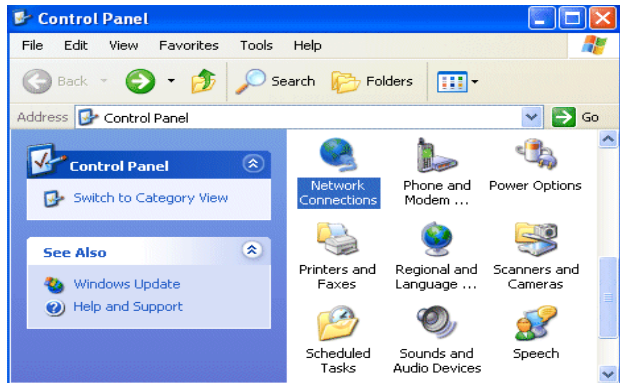 Control Panel
File Edit View Favorites Tools Help
Back Search Folders
Address Control Panel Go
Control Panel
Switch to Category View
See Also
Windows Update
Help and Support
Network Connections
Phone and Modem ...
Power Options
Printers and Faxes
Regional and Language ...
Scanners and Cameras
Scheduled Tasks
Sounds and Audio Devices
Speech